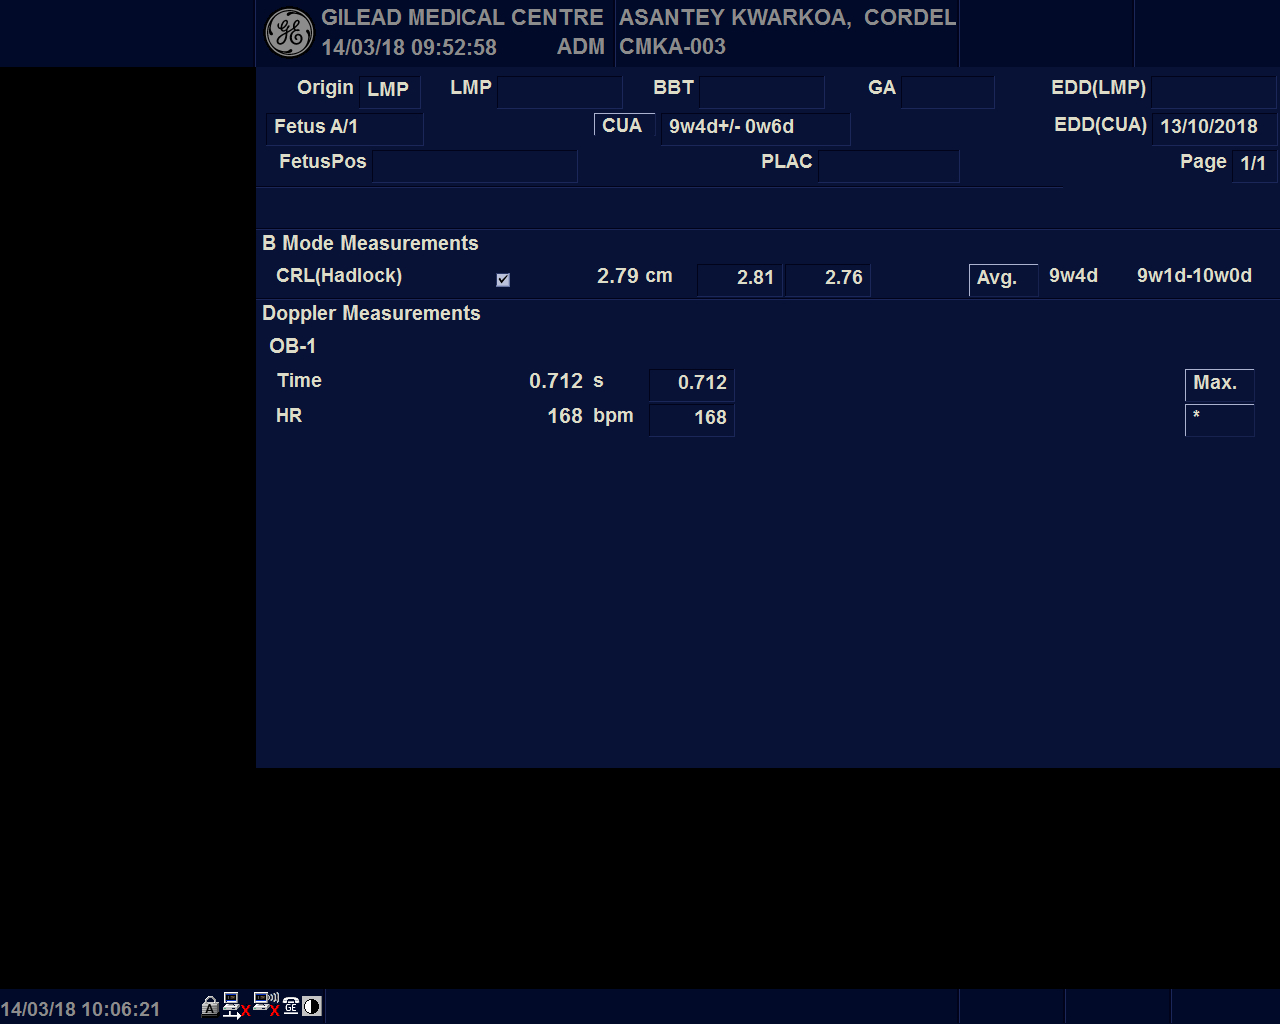 GILEAD MEDICAL CENTRE ASANTEY KWARKOA, CORDEL
14/03/18 09:52:58 ADM CMKA-003
Origin LMP LMP BBT GA EDD(LMP)
Fetus A/1 CUA 9w4d+/- 0w6d EDD(CUA) 13/10/2018
FetusPos PLAC Page 1/1
B Mode Measurements
CRL(Hadlock) 2.79 cm 2.81 2.76 Avg. 9w4d 9w1d-10w0d
Doppler Measurements
OB-1
Time 0.712 s 0.712 Max.
HR 168 bpm 168 *
14/03/18 10:06:21 A GE